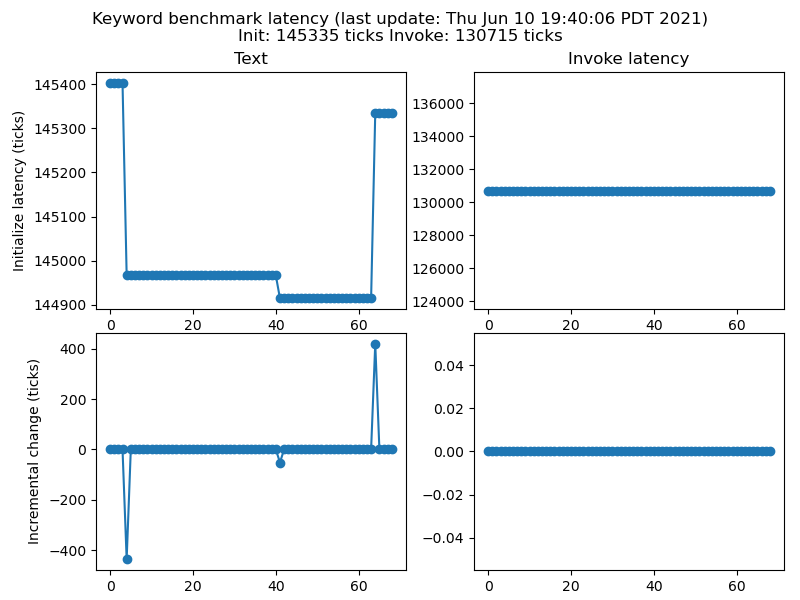 Keyword benchmark latency (last update: Thu Jun 10 19:40:06 PDT 2021)
Init: 145335 ticks Invoke: 130715 ticks
Text
Invoke latency
Initialize latency (ticks)
145400
145300
145200
145100
145000
144900
0 20 40 60
136000
134000
132000
130000
128000
126000
124000
0 20 40 60
Incremental change (ticks)
400
200
0
−200
−400
0 20 40 60
0.04
0.02
0.00
−0.02
−0.04
0 20 40 60